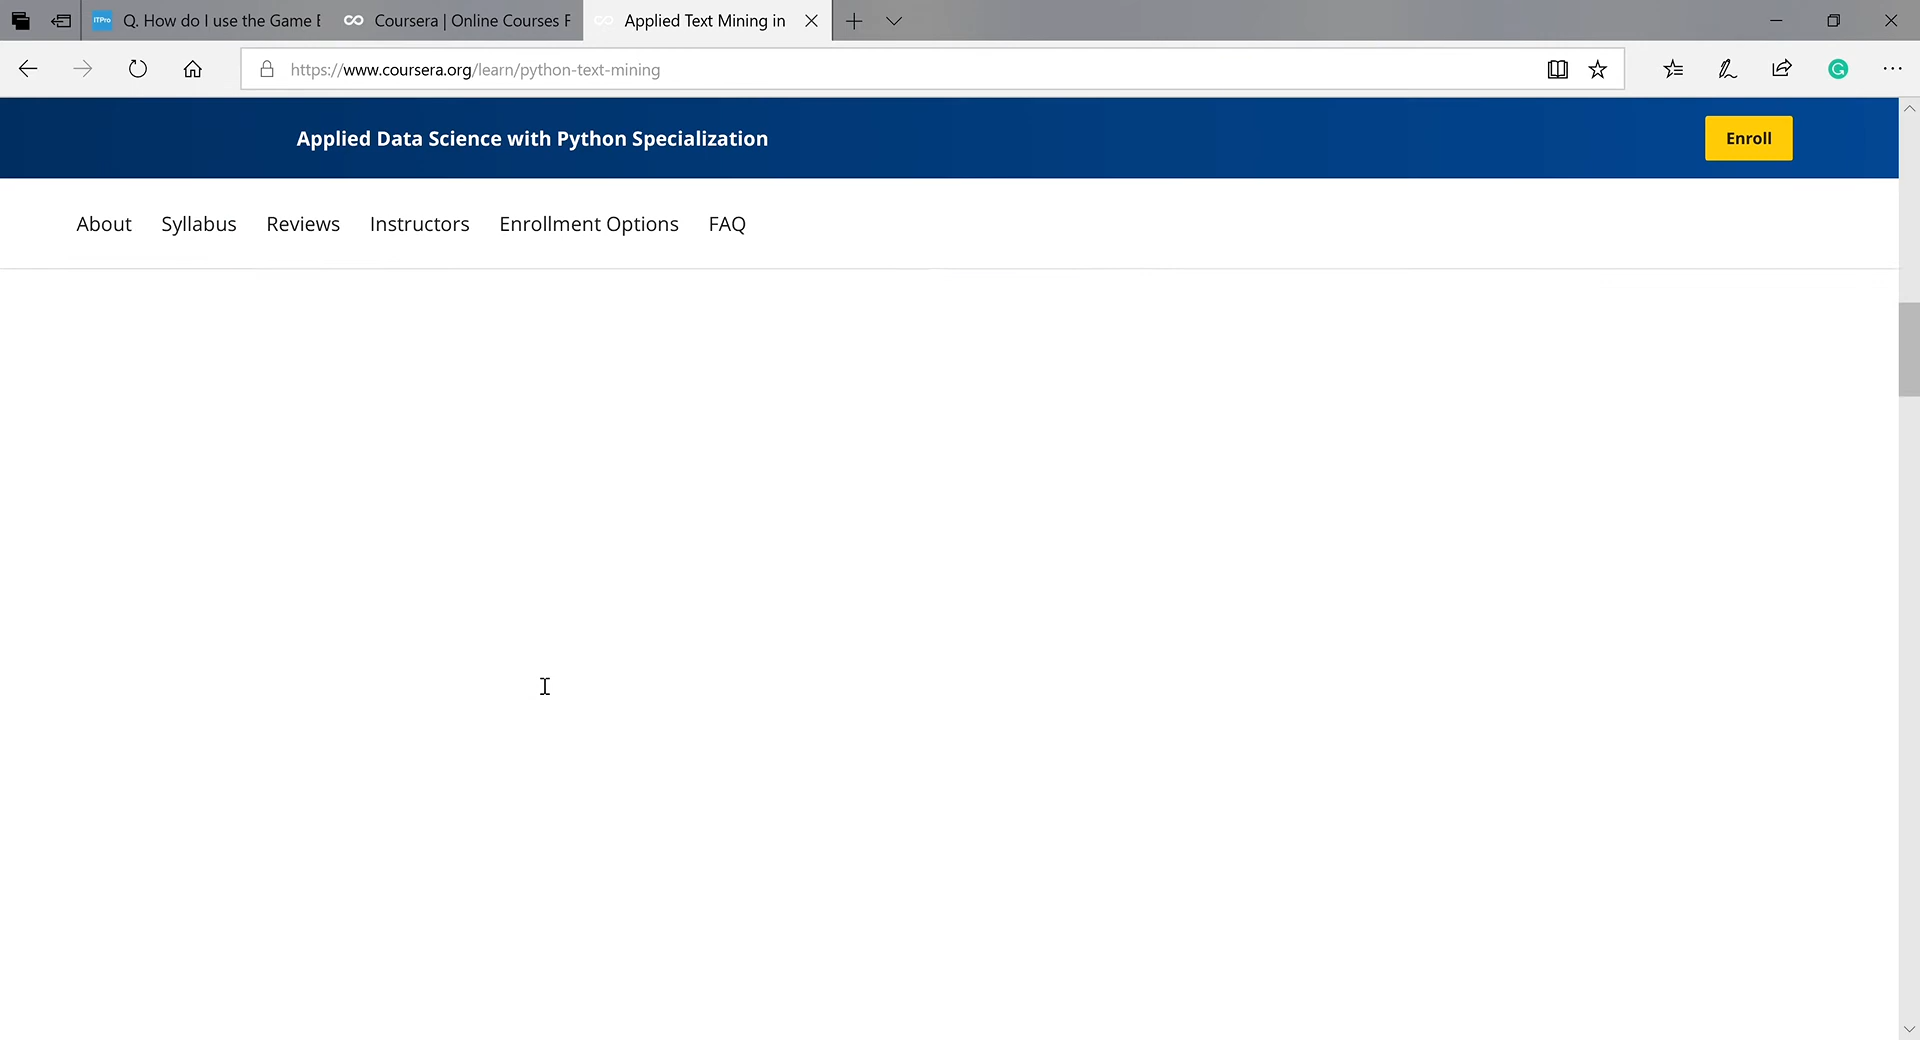 ITPro Q. How do I use the Game E
Coursera | Online Courses F
Applied Text Mining in
https://www.coursera.org/learn/python-text-mining
G
Applied Data Science with Python Specialization
Enroll
About Syllabus Reviews Instructors Enrollment Options FAQ